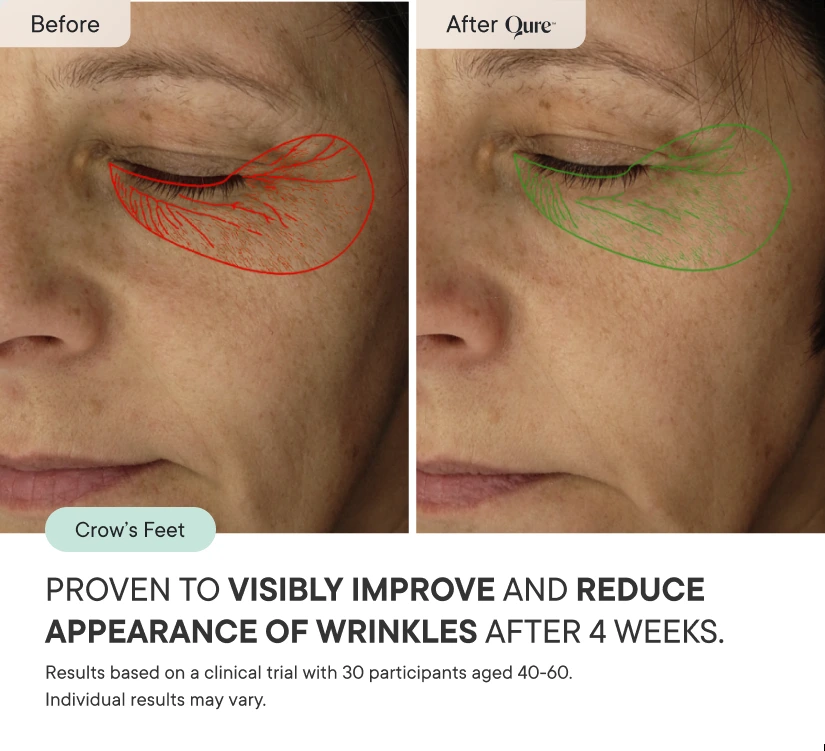 Before
After Qure™
Crow's Feet
PROVEN TO VISIBLY IMPROVE AND REDUCE
APPEARANCE OF WRINKLES AFTER 4 WEEKS.
Results based on a clinical trial with 30 participants aged 40-60.
Individual results may vary.